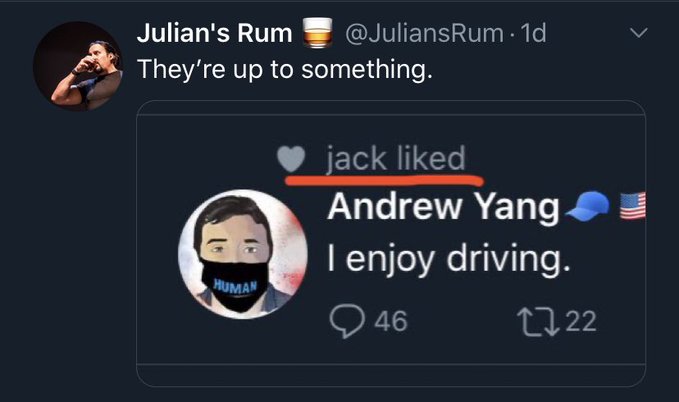 Julian's Rum 🥃 @JuliansRum · 1d
They’re up to something.
jack liked
Andrew Yang🧢🇺🇸
I enjoy driving.
HUMAN
46 22